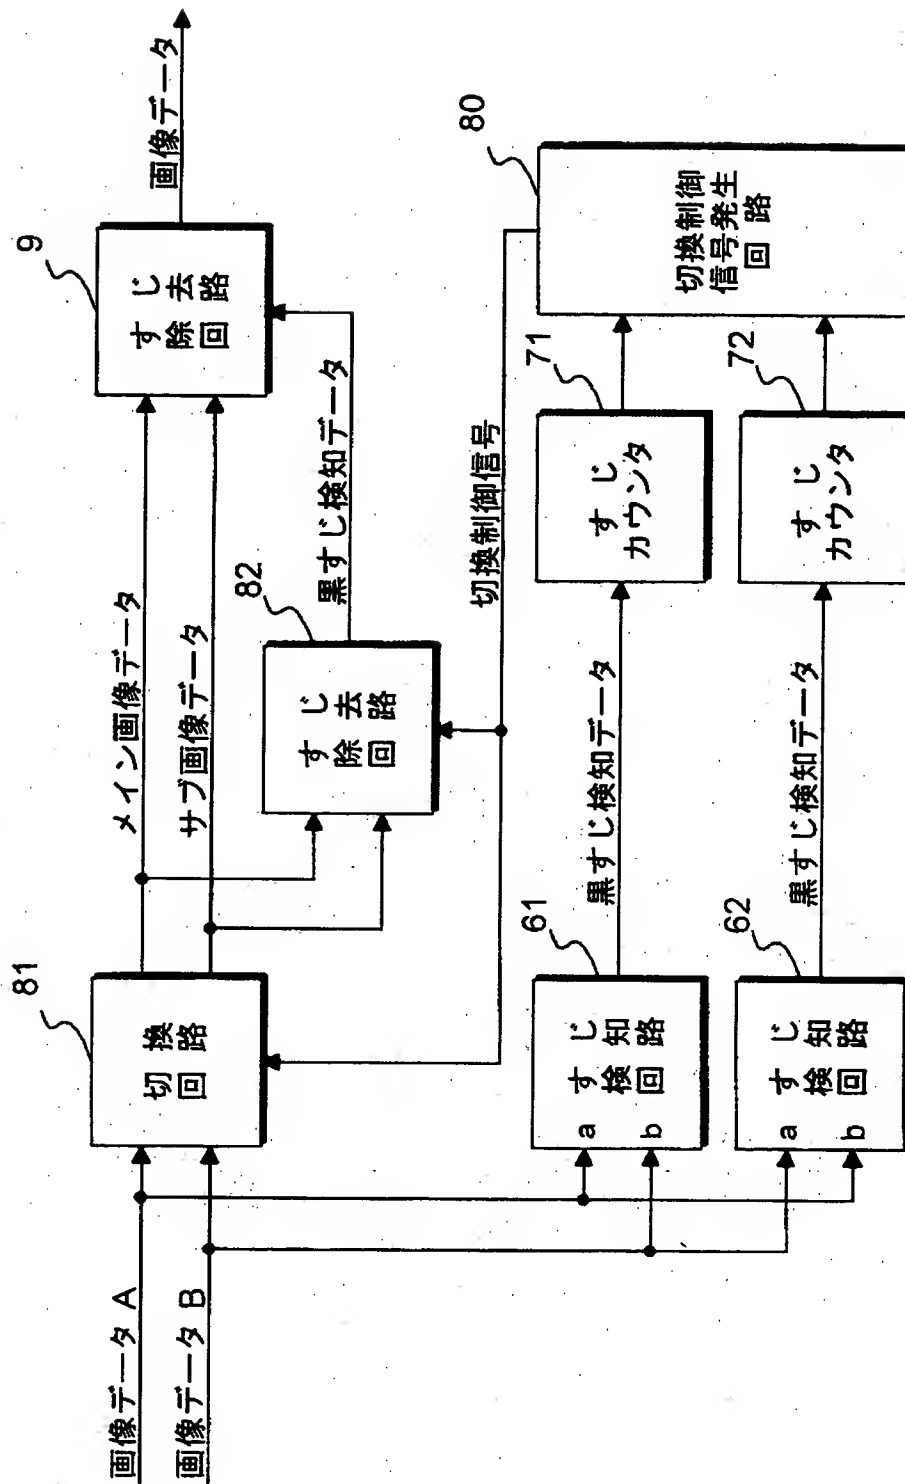 81
9
画像データ A
切 換
回 路
メイン画像データ
す じ
除 去
回 路
画像データ
画像データ B
サブ画像データ
82
す じ
除 去
回 路
黒すじ検知データ
切換制御信号
80
61
71
a
b
す じ
検 知
回 路
黒すじ検知データ
す じ
カウンタ
切換制御
信号発生
回 路
62
72
a
b
す じ
検 知
回 路
黒すじ検知データ
す じ
カウンタ